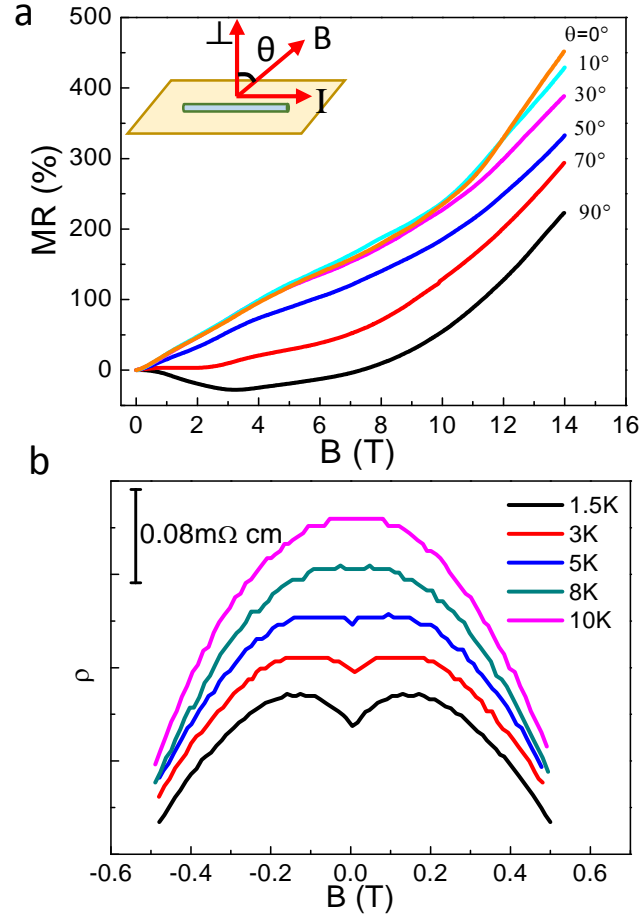 a
500
400
300
200
100
0
MR (%)
⊥
θ
B
I
θ=0°
10°
30°
50°
70°
90°
0 2 4 6 8 10 12 14 16
B (T)
b
0.08mΩ cm
1.5K
3K
5K
8K
10K
ρ
-0.6 -0.4 -0.2 0.0 0.2 0.4 0.6
B (T)